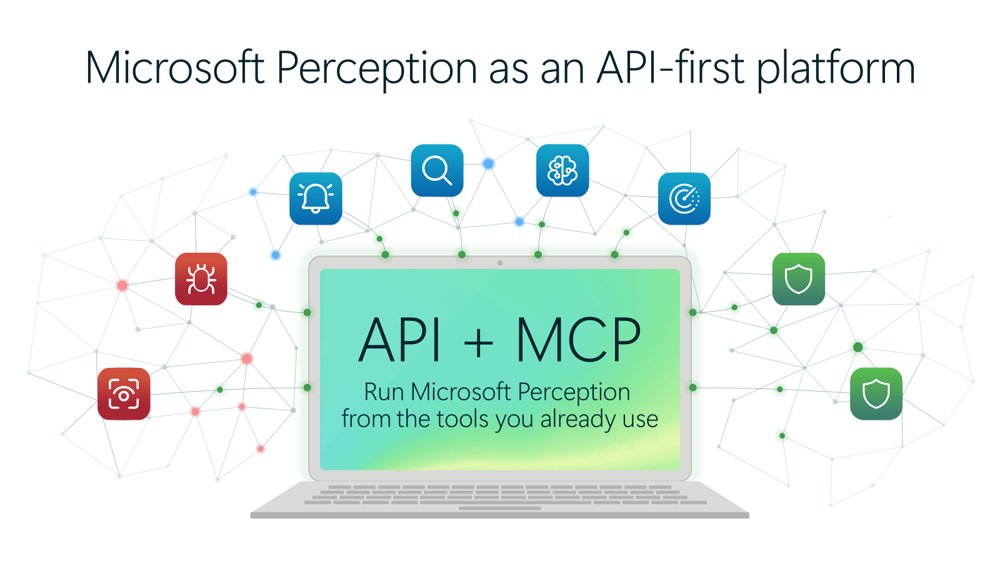 Microsoft Perception as an API-first platform
API + MCP
Run Microsoft Perception
from the tools you already use